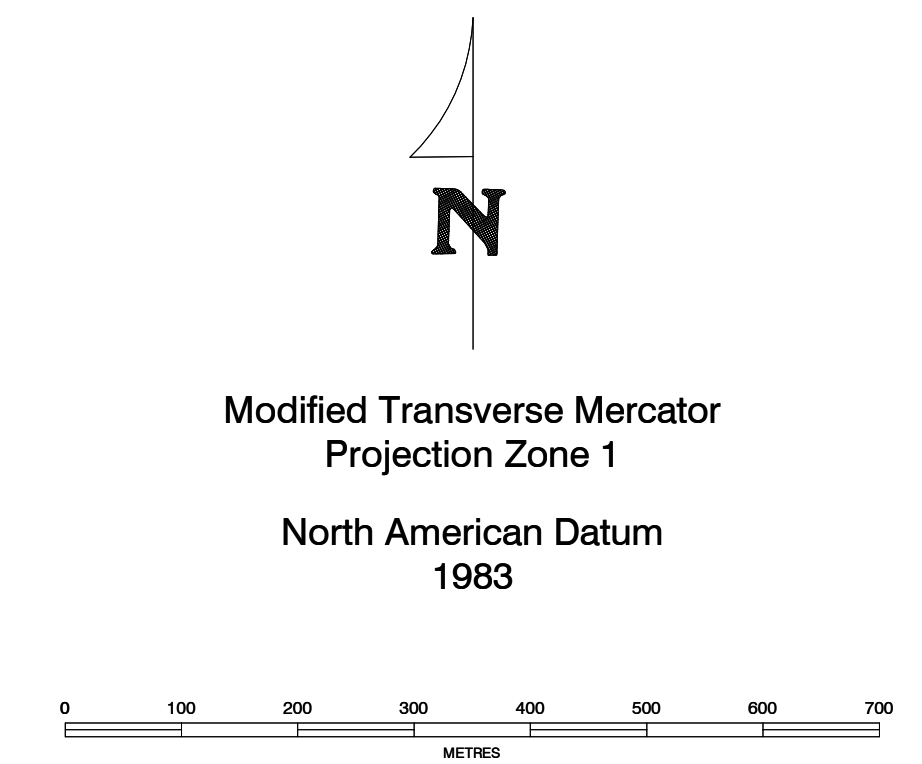 N
Modified Transverse Mercator
Projection Zone 1
North American Datum
1983
0 100 200 300 400 500 600 700
METRES